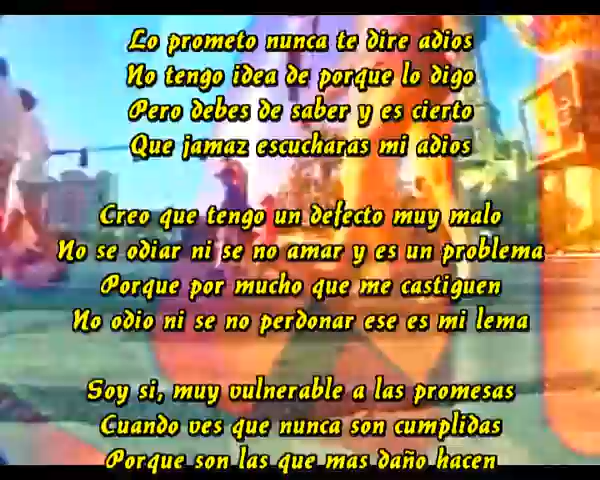 Lo prometo nunca te dire adios
No tengo idea de porque lo digo
Pero debes de saber y es cierto
Que jamaz escucharas mi adios
Creo que tengo un defecto muy malo
No se odiar ni se no amar y es un problema
Porque por mucho que me castiguen
No odio ni se no perdonar ese es mi lema
Soy si, muy vulnerable a las promesas
Cuando ves que nunca son cumplidas
Porque son las que mas daño hacen